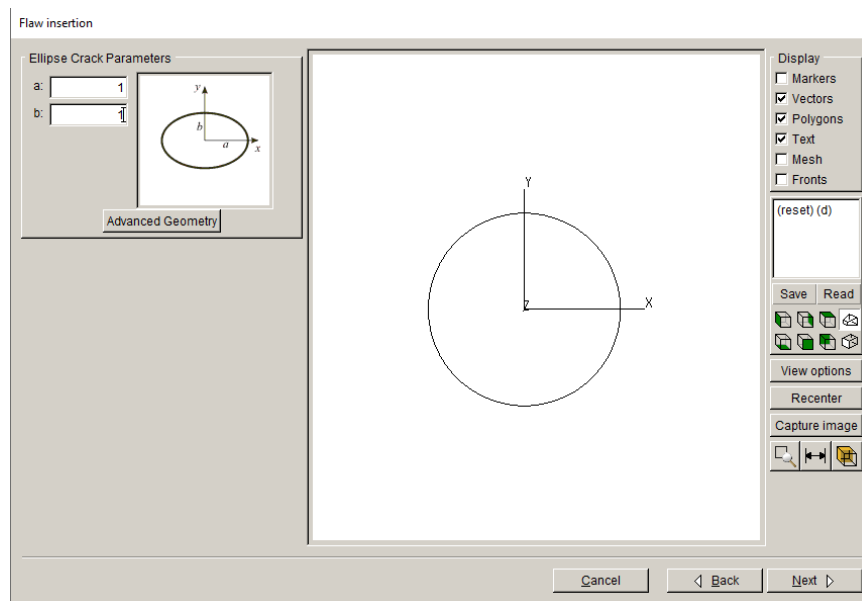 Flaw insertion
Ellipse Crack Parameters
a: 1
b: 1
y
b
a
x
Advanced Geometry
Y
Z
X
Display
Markers
Vectors
Polygons
Text
Mesh
Fronts
(reset) (d)
Save Read
View options
Recenter
Capture image
Cancel
Back
Next